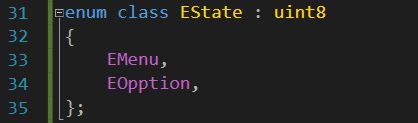 31 enum class EState : uint8
32 {
33 EMenu,
34 EOpption,
35 };